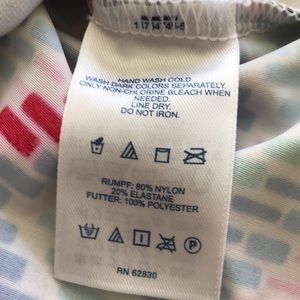 HAND WASH COLD
WASH DARK COLORS SEPARATELY
ONLY NON-CHLORINE BLEACH WHEN
NEEDED.
LINE DRY.
DO NOT IRON.
RUMPF: 80% NYLON
20% ELASTANE
FUTTER: 100% POLYESTER
RN 62830